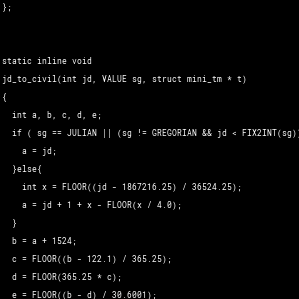 };
static inline void
jd_to_civil(int jd, VALUE sg, struct mini_tm * t)
{
int a, b, c, d, e;
if ( sg == JULIAN || (sg != GREGORIAN && jd < FIX2INT(sg))
a = jd;
}else{
int x = FLOOR((jd - 1867216.25) / 36524.25);
a = jd + 1 + x - FLOOR(x / 4.0);
}
b = a + 1524;
c = FLOOR((b - 122.1) / 365.25);
d = FLOOR(365.25 * c);
e = FLOOR((b - d) / 30.6001);